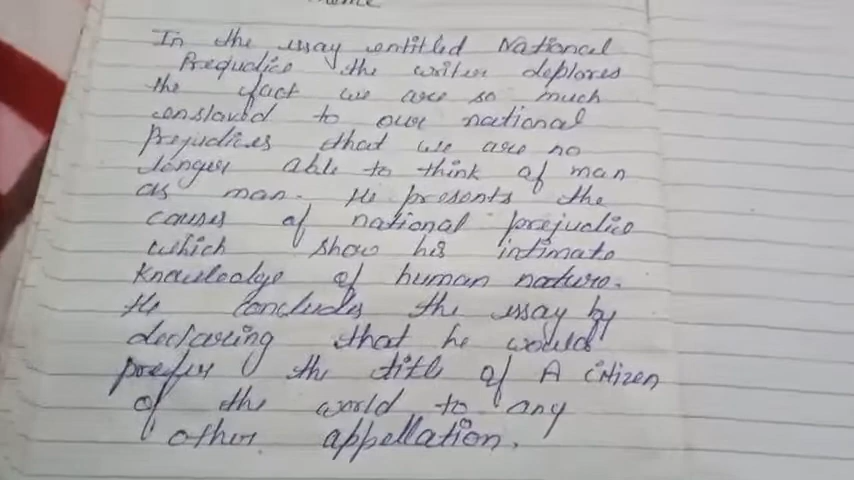 In the essay entitled National
Prequdice the writer deplores
the fact we are so much
enslaved to our national
Prejudices that we are no
longer able to think of man
as man. He presents the
causes of national prejudice
which show his intimate
knowledge of human nature.
He concludes the essay by
declaring that he would
prefer the title of A citizen
of the world to any
other appellation.